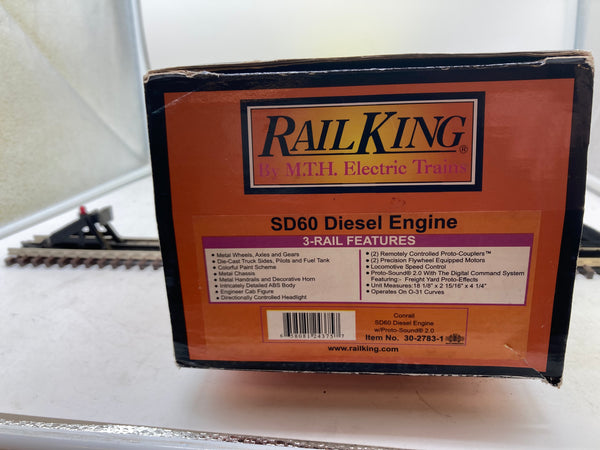 RAILKING®
By M.T.H. Electric Trains
SD60 Diesel Engine
3-RAIL FEATURES
• Metal Wheels, Axles and Gears
• Die-Cast Truck Sides, Pilots and Fuel Tank
• Colorful Paint Scheme
• Metal Chassis
• Metal Handrails and Decorative Horn
• Intricately Detailed ABS Body
• Engineer Cab Figure
• Directionally Controlled Headlight
• (2) Remotely Controlled Proto-Couplers™
• (2) Precision Flywheel Equipped Motors
• Locomotive Speed Control
• Proto-Sound® 2.0 With The Digital Command System
Featuring:- Freight Yard Proto-Effects
• Unit Measures:18 1/8" x 2 15/16" x 4 1/4"
• Operates On O-31 Curves
Conrail
SD60 Diesel Engine
w/Proto-Sound® 2.0
Item No. 30-2783-1
6 58081 24375 7
www.railking.com